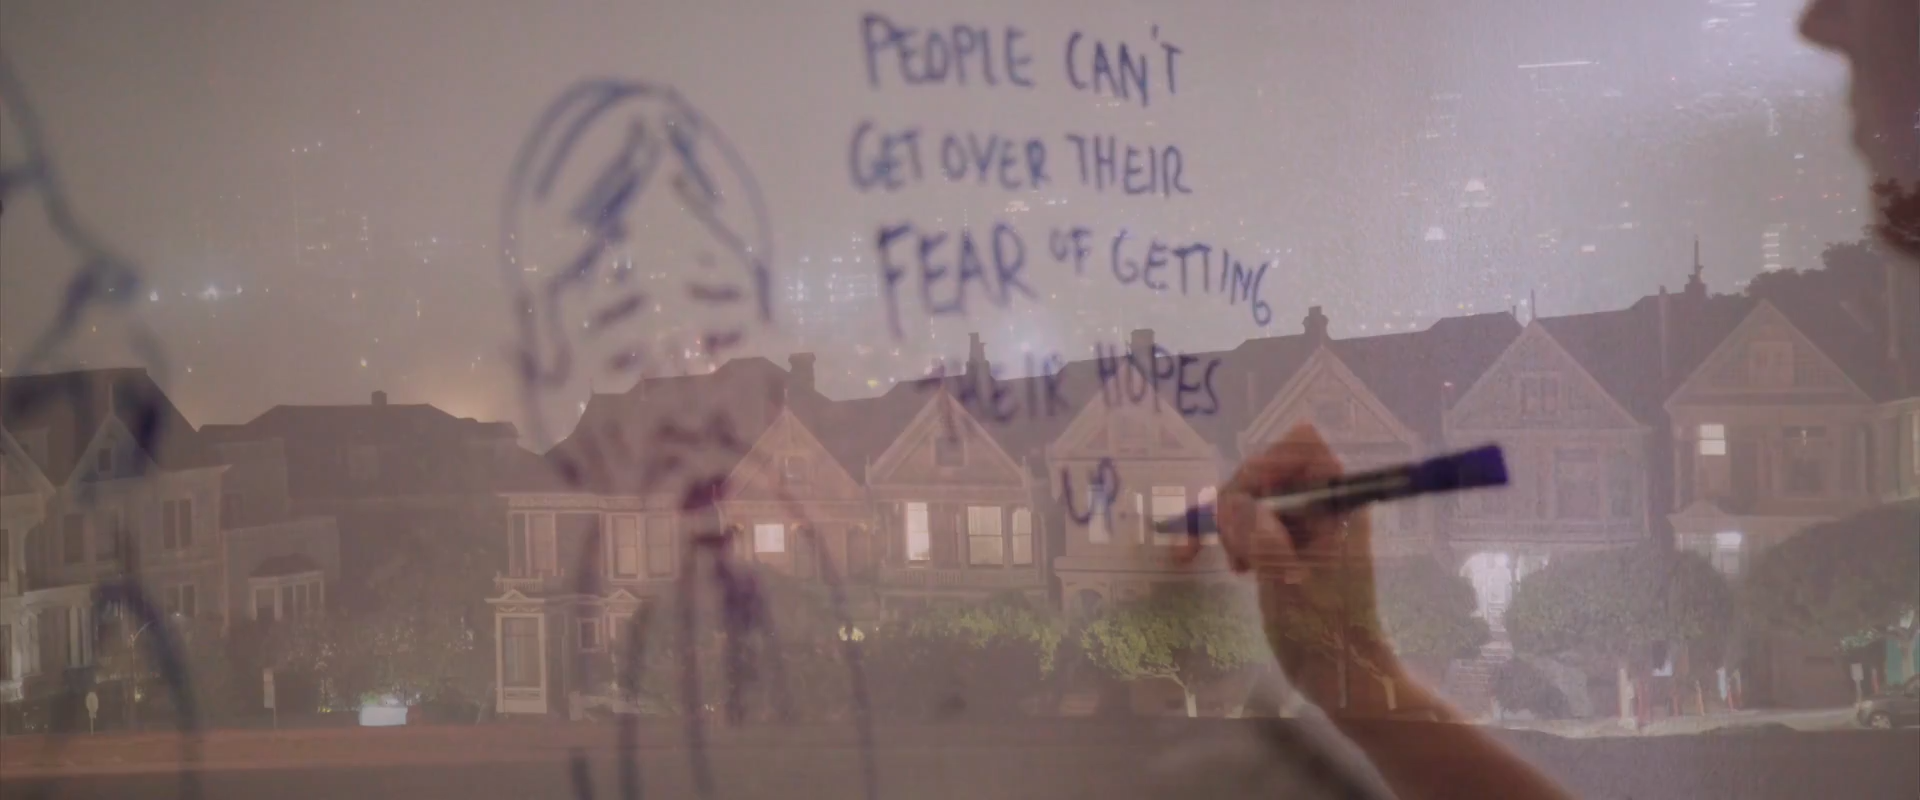 PEOPLE CAN'T
GET OVER THEIR
FEAR OF GETTING
THEIR HOPES
UP.